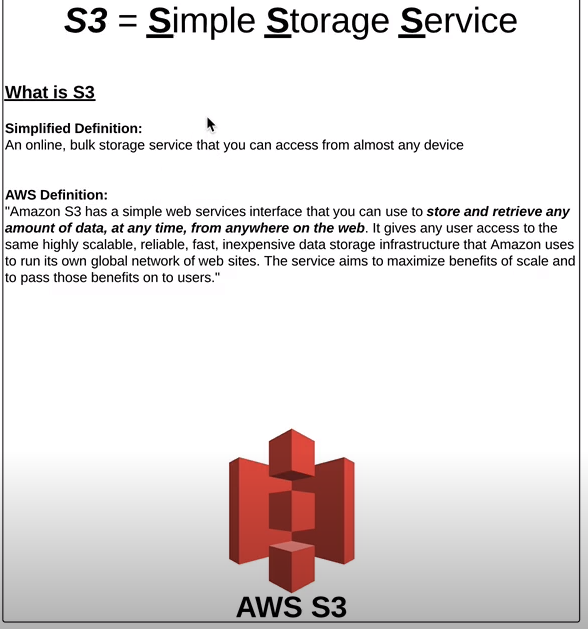 S3 = Simple Storage Service
What is S3
Simplified Definition:
An online, bulk storage service that you can access from almost any device
AWS Definition:
"Amazon S3 has a simple web services interface that you can use to store and retrieve any
amount of data, at any time, from anywhere on the web. It gives any user access to the
same highly scalable, reliable, fast, inexpensive data storage infrastructure that Amazon uses
to run its own global network of web sites. The service aims to maximize benefits of scale and
to pass those benefits on to users."
AWS S3